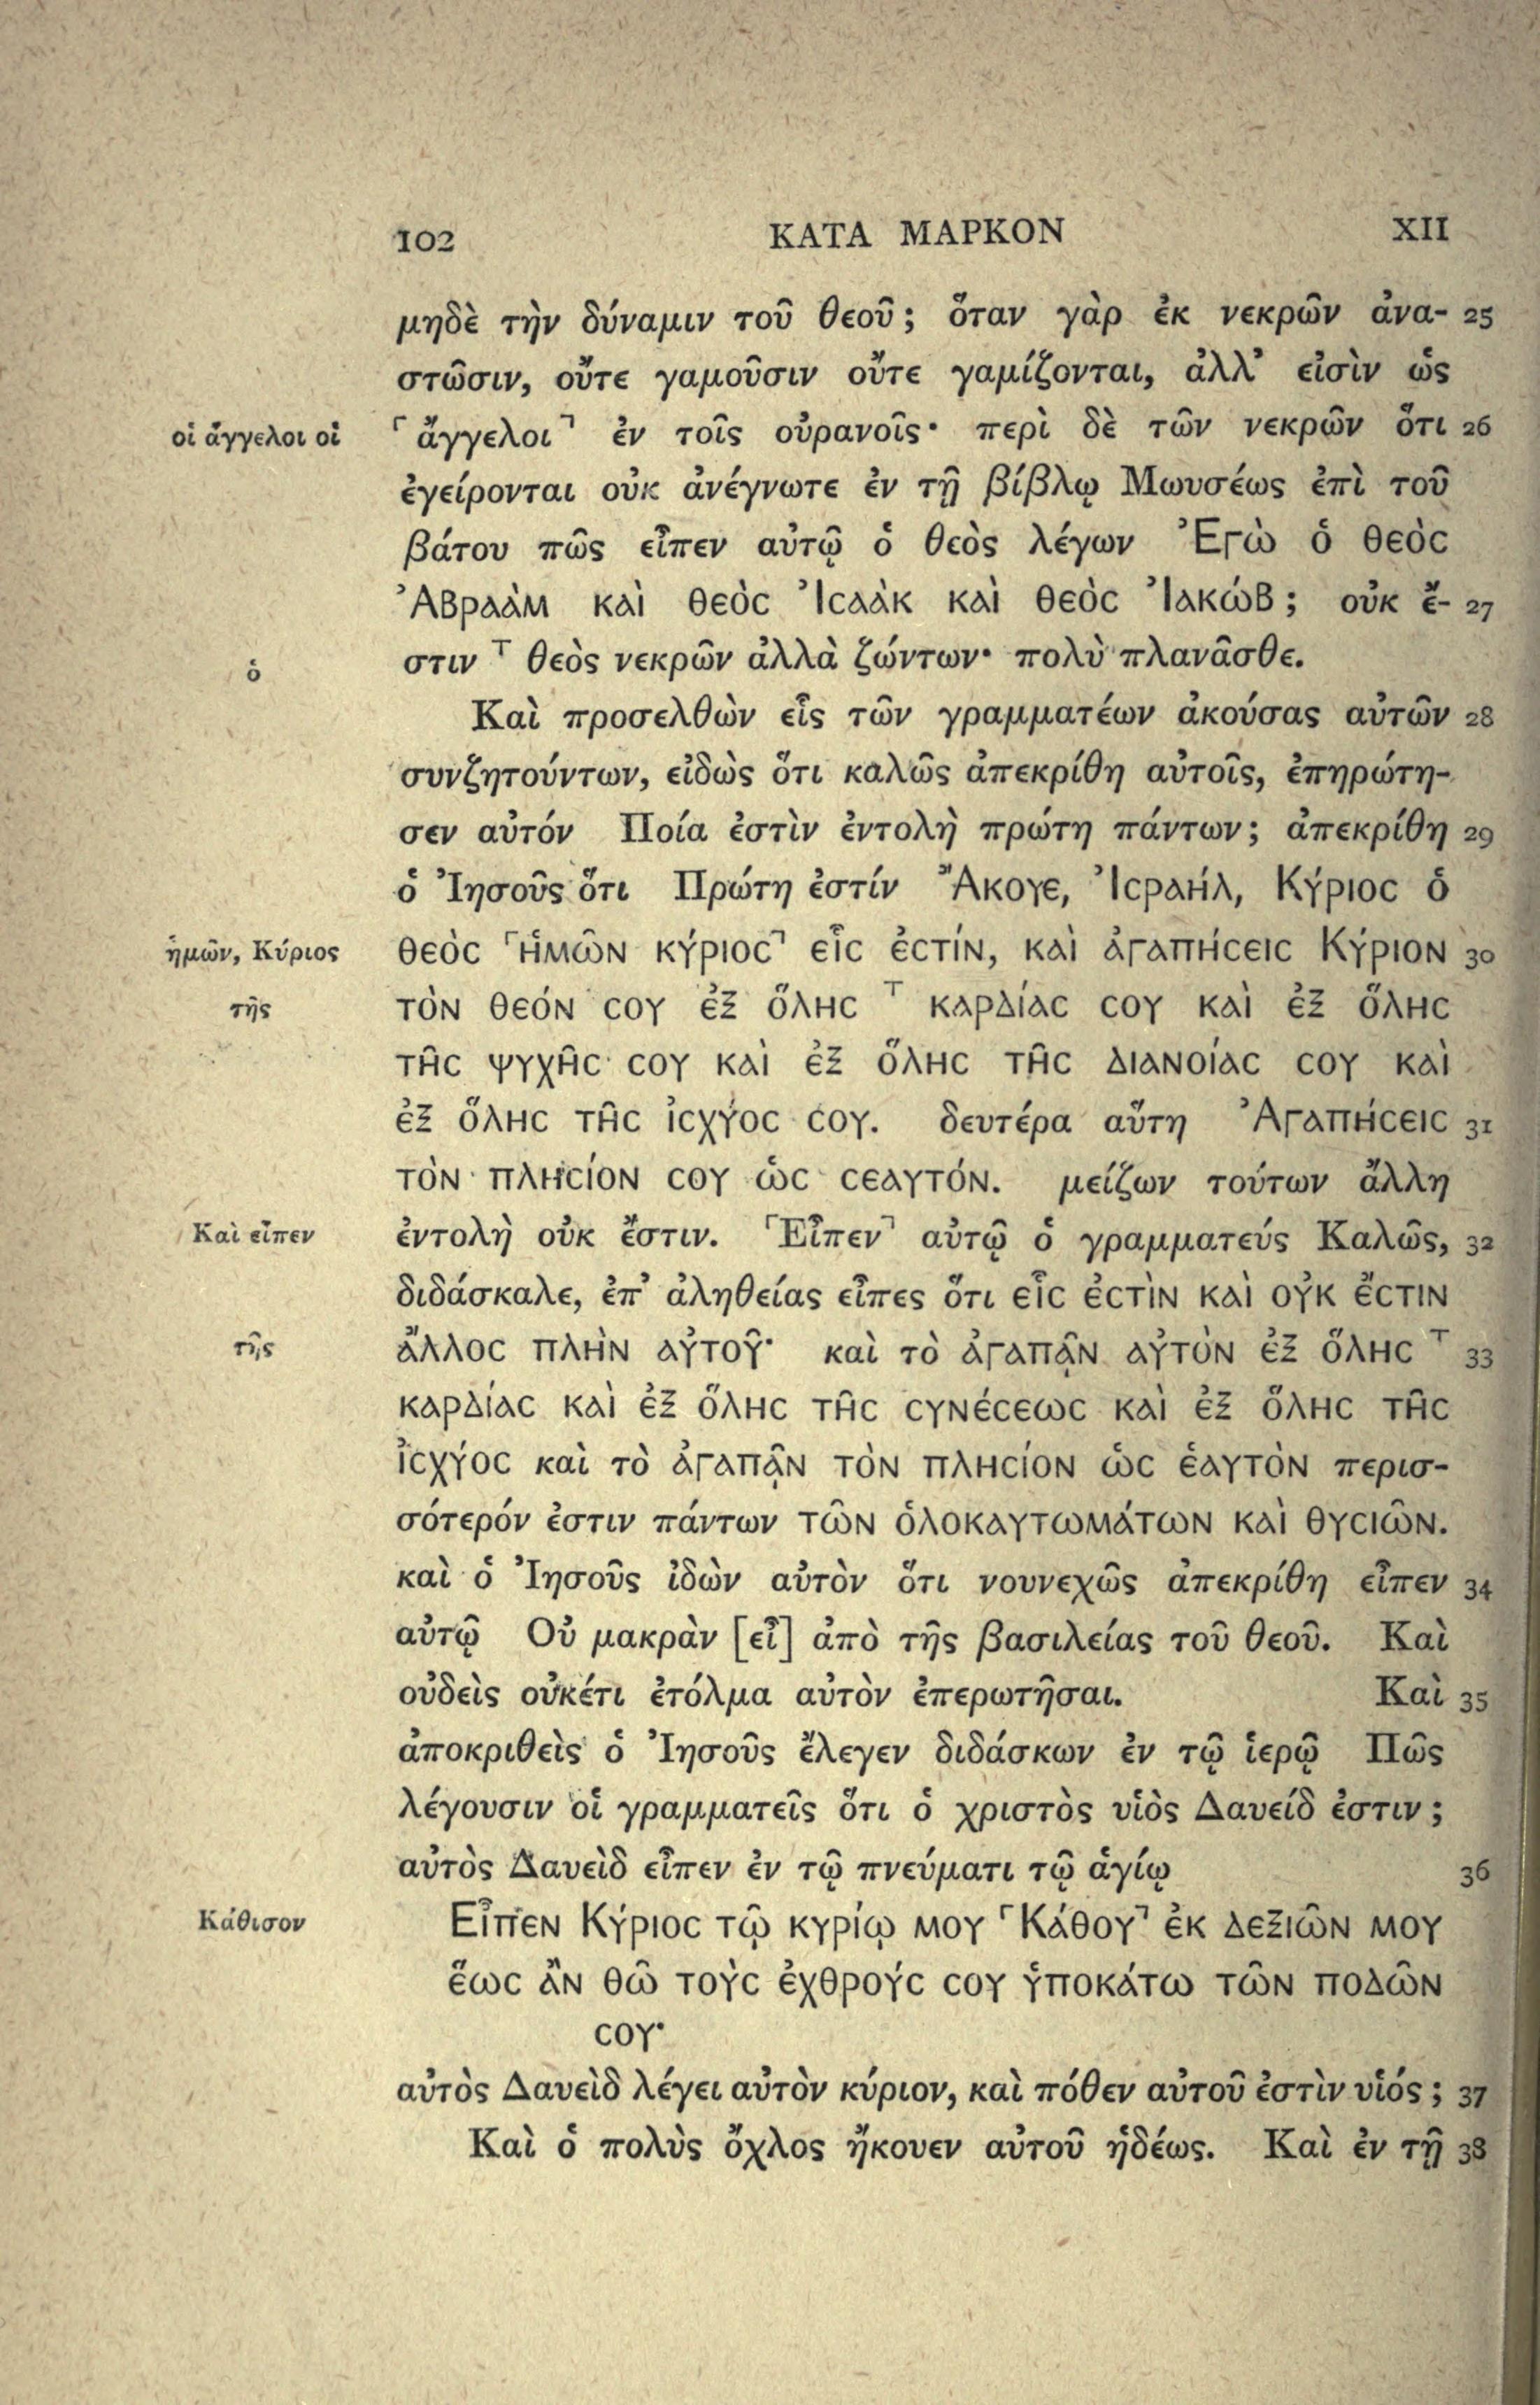 102 ΚΑΤΑ ΜΑΡΚΟΝ XII
μηδὲ τὴν δύναμιν τοῦ θεοῦ; ὅταν γὰρ ἐκ νεκρῶν ἀνα- 25
στῶσιν, οὔτε γαμοῦσιν οὔτε γαμίζονται, ἀλλ᾽ εἰσὶν ὡς
οἱ ἄγγελοι οἱ ⌜ἄγγελοι⌝ ἐν τοῖς οὐρανοῖς· περὶ δὲ τῶν νεκρῶν ὅτι 26
ἐγείρονται οὐκ ἀνέγνωτε ἐν τῇ βίβλῳ Μωυσέως ἐπὶ τοῦ
βάτου πῶς εἶπεν αὐτῷ ὁ θεὸς λέγων Ἐγὼ ὁ θεὸϲ
Ἀβραὰμ καὶ θεὸϲ Ἰϲαὰκ καὶ θεὸϲ Ἰακώβ; οὐκ ἔ- 27
ὁ στιν ⊤ θεὸς νεκρῶν ἀλλὰ ζώντων· πολὺ πλανᾶσθε.
Καὶ προσελθὼν εἷς τῶν γραμματέων ἀκούσας αὐτῶν 28
συνζητούντων, εἰδὼς ὅτι καλῶς ἀπεκρίθη αὐτοῖς, ἐπηρώτη-
σεν αὐτόν Ποία ἐστὶν ἐντολὴ πρώτη πάντων; ἀπεκρίθη 29
ὁ Ἰησοῦς ὅτι Πρώτη ἐστίν Ἄκουε, Ἰϲραήλ, Κύριοϲ ὁ
ἡμῶν, Κύριος θεὸϲ ⌜ἡμῶν κύριοϲ⌝ εἷϲ ἐϲτίν, καὶ ἀγαπήϲειϲ Κύριον 30
τῆς τὸν θεόν ϲου ἐξ ὅληϲ ⊤ καρδίαϲ ϲου καὶ ἐξ ὅληϲ
τῆϲ ψυχῆϲ ϲου καὶ ἐξ ὅληϲ τῆϲ διανοίαϲ ϲου καὶ
ἐξ ὅληϲ τῆϲ ἰϲχύοϲ ϲου. δευτέρα αὕτη Ἀγαπήϲειϲ 31
τὸν πληϲίον ϲου ὡϲ ϲεαυτόν. μείζων τούτων ἄλλη
Καὶ εἶπεν ἐντολὴ οὐκ ἔστιν. ⌜Εἶπεν⌝ αὐτῷ ὁ γραμματεύς Καλῶς, 32
διδάσκαλε, ἐπ᾽ ἀληθείας εἶπες ὅτι εἷϲ ἐϲτὶν καὶ οὐκ ἔϲτιν
τῆς ἄλλοϲ πλὴν αὐτοῦ· καὶ τὸ ἀγαπᾷν αὐτὸν ἐξ ὅληϲ ⊤ 33
καρδίαϲ καὶ ἐξ ὅληϲ τῆϲ ϲυνέϲεωϲ καὶ ἐξ ὅληϲ τῆϲ
ἰϲχύοϲ καὶ τὸ ἀγαπᾷν τὸν πληϲίον ὡϲ ἑαυτὸν περισ-
σότερόν ἐστιν πάντων τῶν ὁλοκαυτωμάτων καὶ θυϲιῶν.
καὶ ὁ Ἰησοῦς ἰδὼν αὐτὸν ὅτι νουνεχῶς ἀπεκρίθη εἶπεν 34
αὐτῷ Οὐ μακρὰν [εἶ] ἀπὸ τῆς βασιλείας τοῦ θεοῦ. Καὶ
οὐδεὶς οὐκέτι ἐτόλμα αὐτὸν ἐπερωτῆσαι. Καὶ 35
ἀποκριθεὶς ὁ Ἰησοῦς ἔλεγεν διδάσκων ἐν τῷ ἱερῷ Πῶς
λέγουσιν οἱ γραμματεῖς ὅτι ὁ χριστὸς υἱὸς Δαυείδ ἐστιν;
αὐτὸς Δαυεὶδ εἶπεν ἐν τῷ πνεύματι τῷ ἁγίῳ 36
Κάθισον Εἶπεν Κύριοϲ τῷ κυρίῳ μου ⌜Κάθου⌝ ἐκ δεξιῶν μου
ἕωϲ ἂν θῶ τοὺϲ ἐχθρούϲ ϲου ὑποκάτω τῶν ποδῶν
ϲου·
αὐτὸς Δαυεὶδ λέγει αὐτὸν κύριον, καὶ πόθεν αὐτοῦ ἐστὶν υἱός; 37
Καὶ ὁ πολὺς ὄχλος ἤκουεν αὐτοῦ ἡδέως. Καὶ ἐν τῇ 38